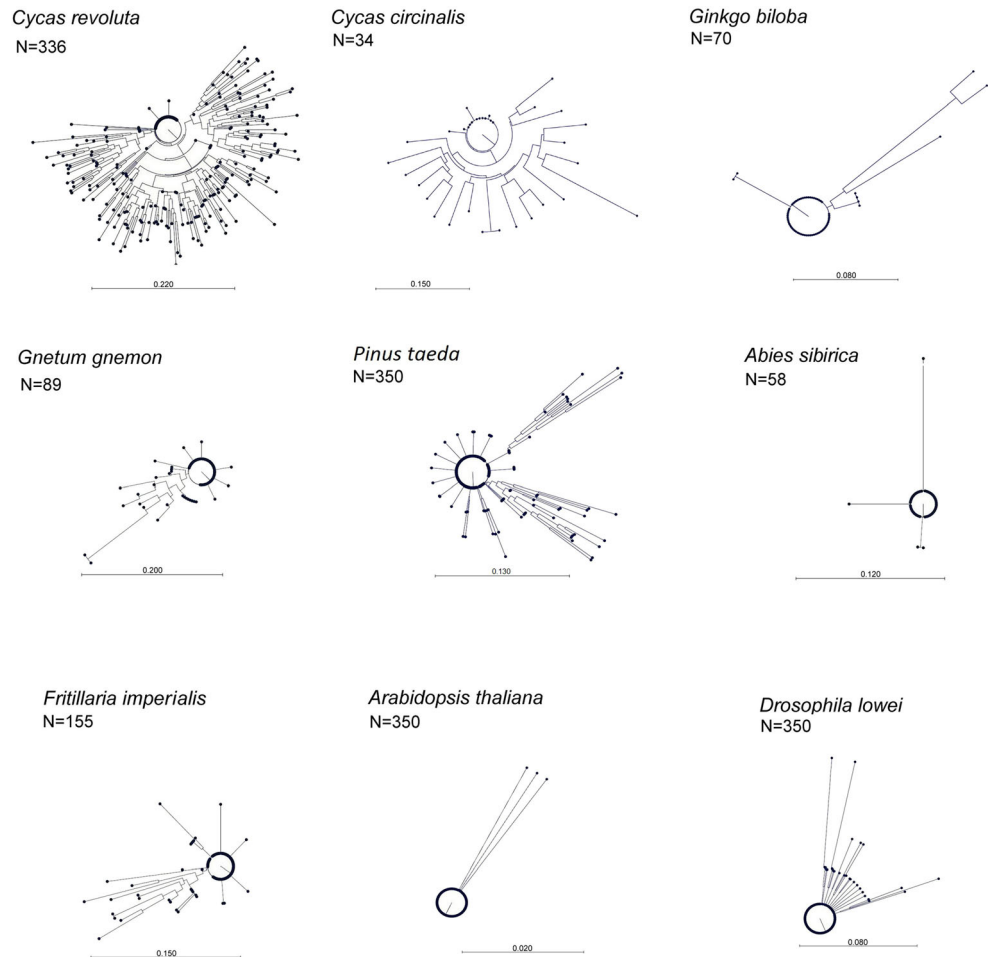 Cycas revoluta
N=336
0.220
Cycas circinalis
N=34
0.150
Ginkgo biloba
N=70
0.080
Gnetum gnemon
N=89
0.200
Pinus taeda
N=350
0.130
Abies sibirica
N=58
0.120
Fritillaria imperialis
N=155
0.150
Arabidopsis thaliana
N=350
0.020
Drosophila lowei
N=350
0.080